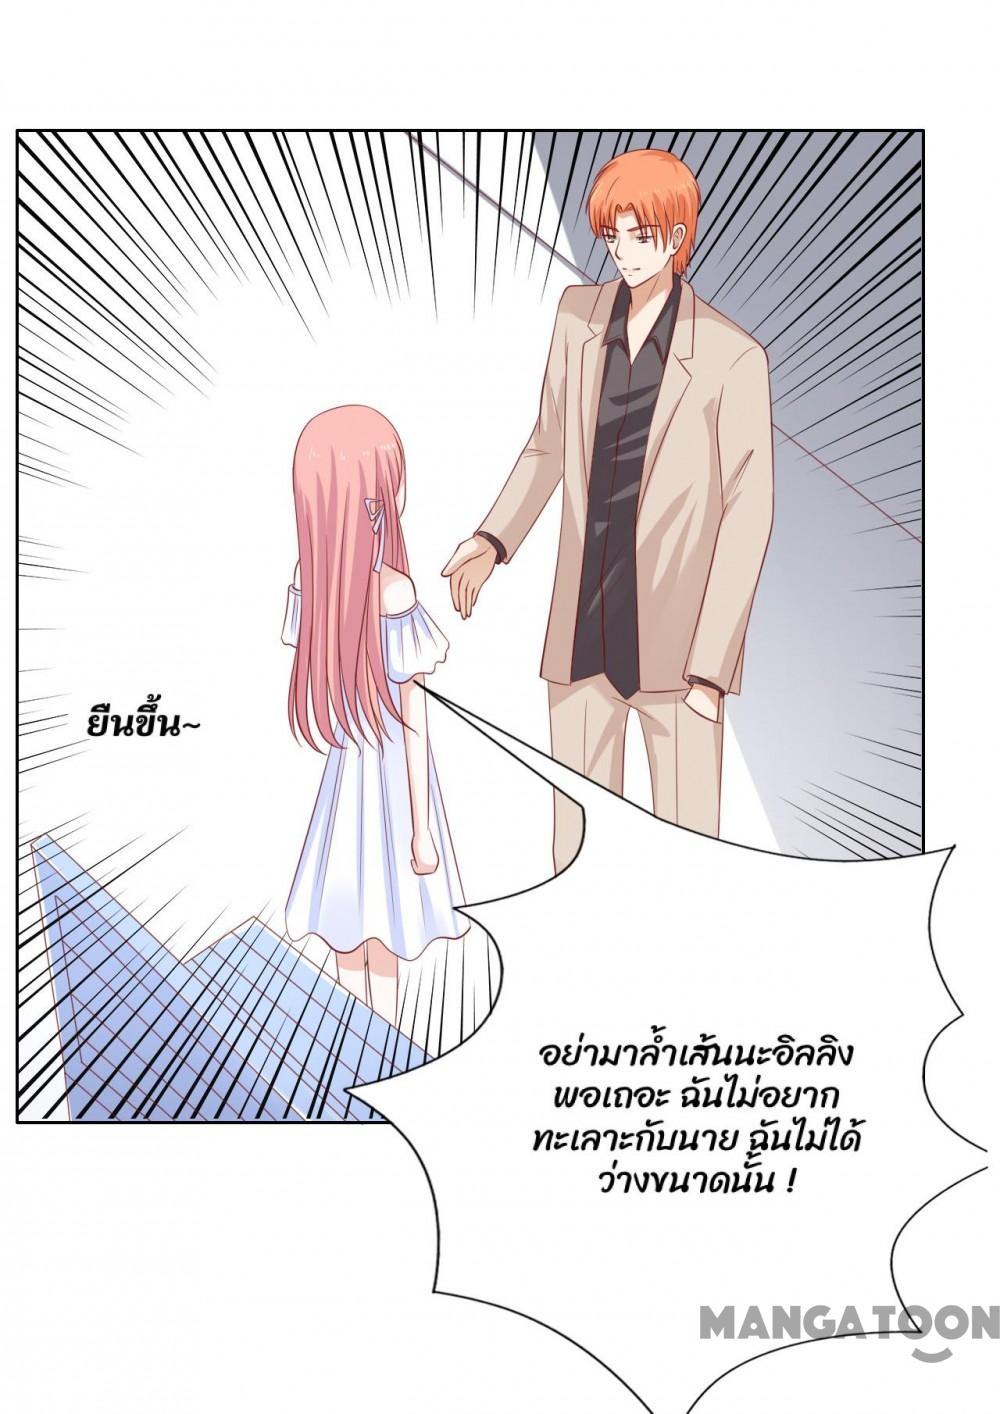 ยืนขึ้น~
อย่ามาล้ำเส้นนะอิลลิง
พอเถอะ ฉันไม่อยาก
ทะเลาะกับนาย ฉันไม่ได้
ว่างขนาดนั้น !
MANGATOON